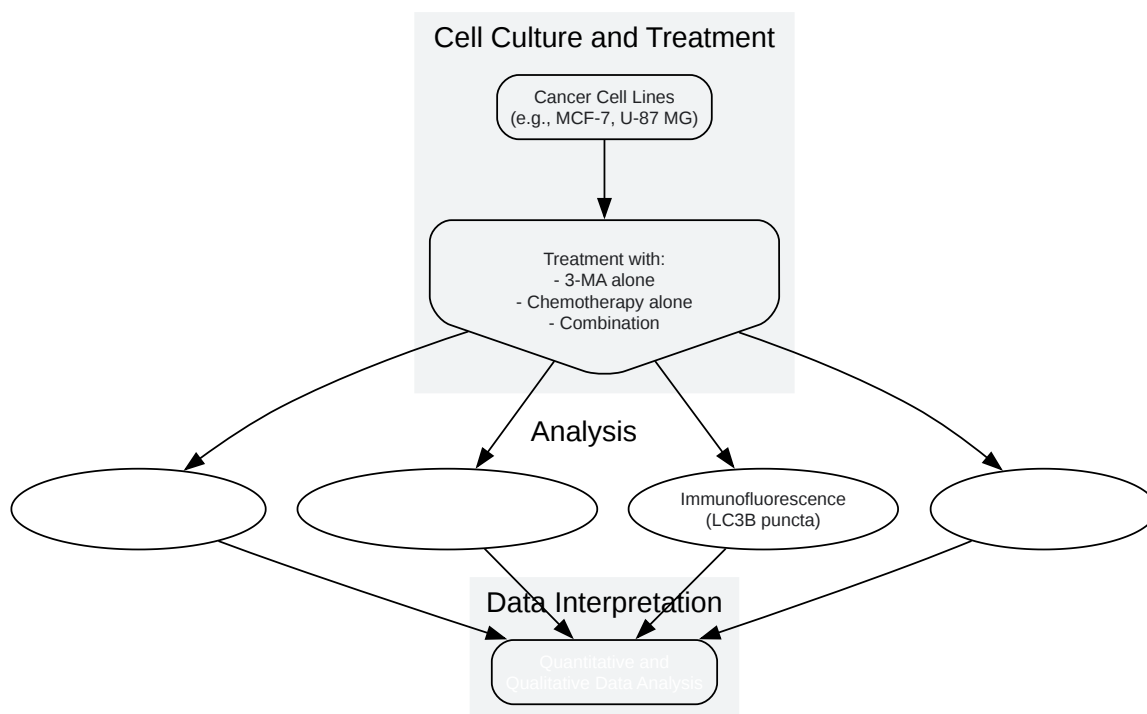 Cell Culture and Treatment
Cancer Cell Lines
(e.g., MCF-7, U-87 MG)
Treatment with:
- 3-MA alone
- Chemotherapy alone
- Combination
Analysis
Immunofluorescence
(LC3B puncta)
Data Interpretation
Quantitative and
Qualitative Data Analysis